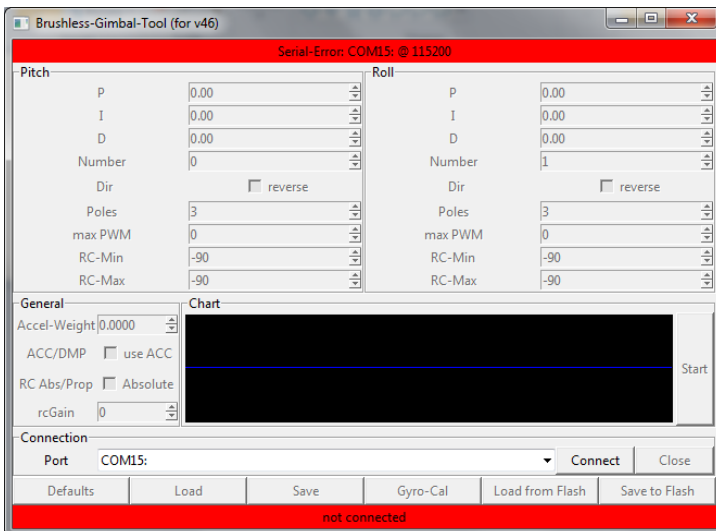 Brushless-Gimbal-Tool (for v46)
Serial-Error: COM15: @ 115200
Pitch
P 0.00
I 0.00
D 0.00
Number 0
Dir reverse
Poles 3
max PWM 0
RC-Min -90
RC-Max -90
Roll
P 0.00
I 0.00
D 0.00
Number 1
Dir reverse
Poles 3
max PWM 0
RC-Min -90
RC-Max -90
General
Accel-Weight 0.0000
ACC/DMP use ACC
RC Abs/Prop Absolute
rcGain 0
Chart
Start
Connection
Port COM15: Connect Close
Defaults Load Save Gyro-Cal Load from Flash Save to Flash
not connected